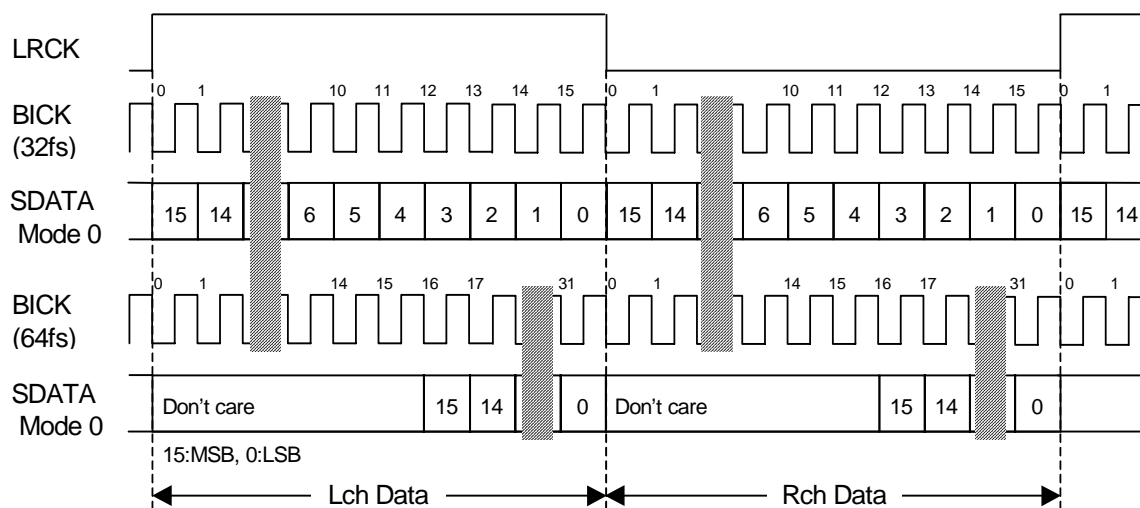 LRCK
0 1 10 11 12 13 14 15 0 1 10 11 12 13 14 15 0 1
BICK
(32fs)
SDATA
Mode 0
15 14 6 5 4 3 2 1 0 15 14 6 5 4 3 2 1 0 15 14
0 1 14 15 16 17 31 0 1 14 15 16 17 31 0 1
BICK
(64fs)
SDATA
Mode 0
Don't care 15 14 0 Don't care 15 14 0
15:MSB, 0:LSB
Lch Data Rch Data